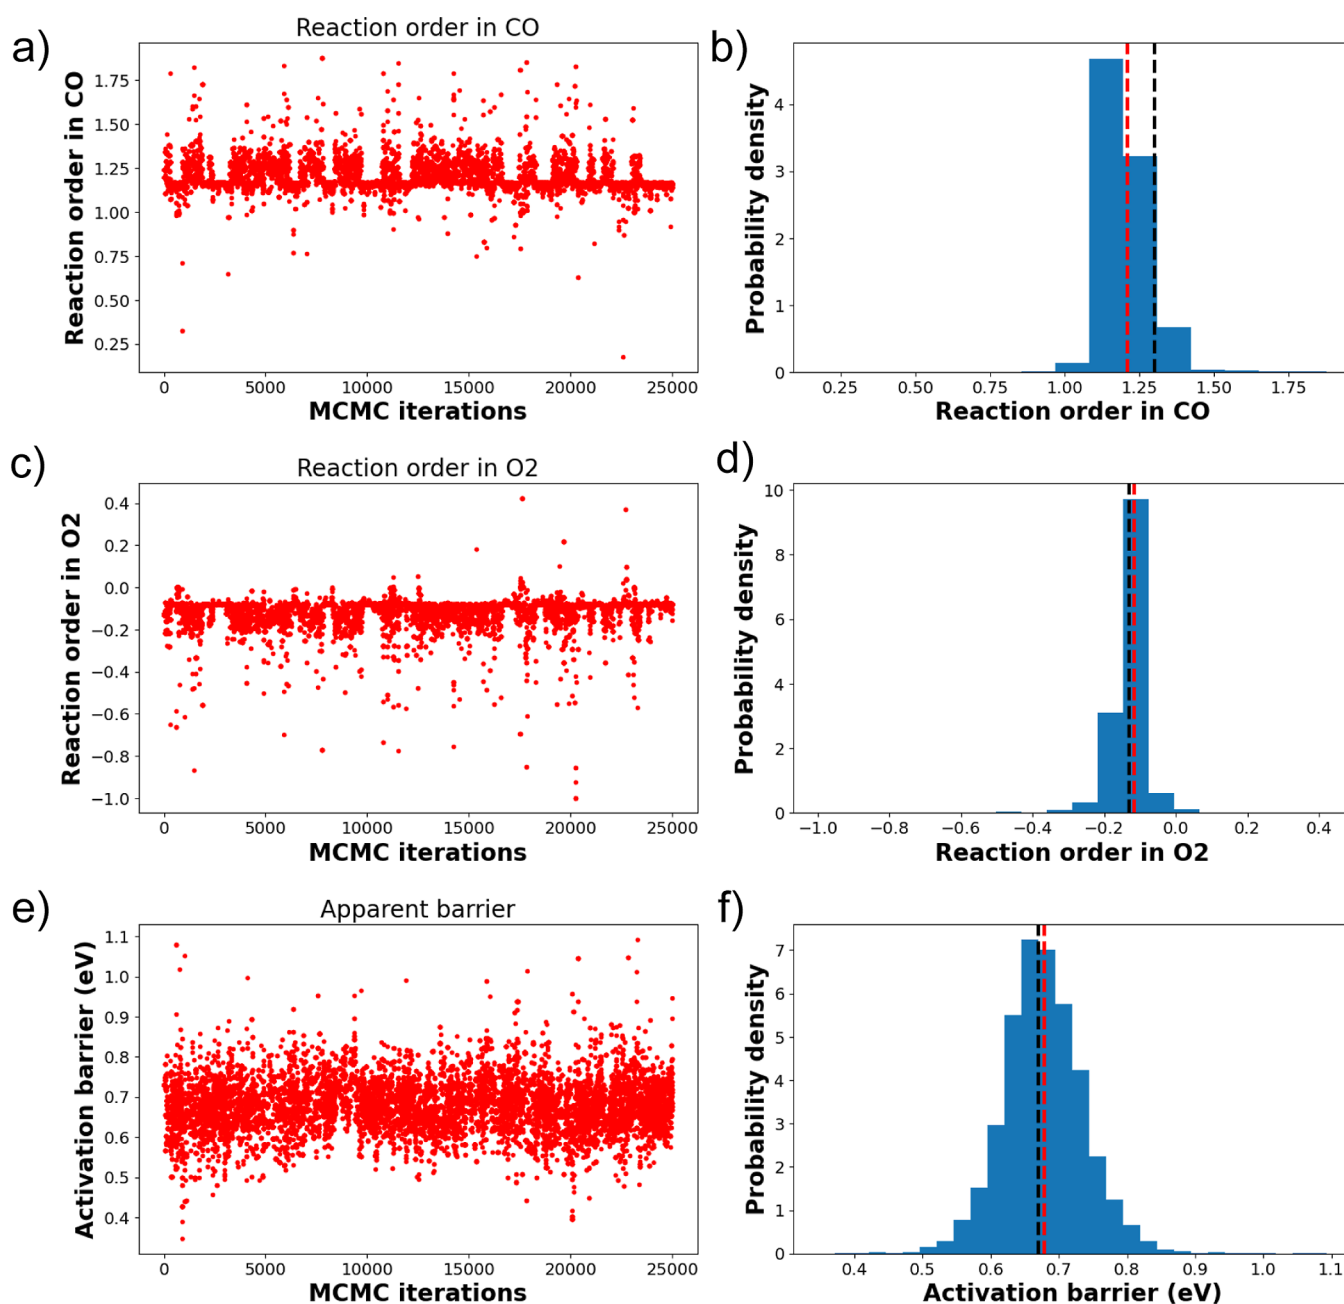 a)
Reaction order in CO
Reaction order in CO
1.75
1.50
1.25
1.00
0.75
0.50
0.25
0 5000 10000 15000 20000 25000
MCMC iterations
b)
Probability density
4
3
2
1
0
0.25 0.50 0.75 1.00 1.25 1.50 1.75
Reaction order in CO
c)
Reaction order in O2
Reaction order in O2
0.4
0.2
0.0
−0.2
−0.4
−0.6
−0.8
−1.0
0 5000 10000 15000 20000 25000
MCMC iterations
d)
Probability density
10
8
6
4
2
0
−1.0 −0.8 −0.6 −0.4 −0.2 0.0 0.2 0.4
Reaction order in O2
e)
Apparent barrier
Activation barrier (eV)
1.1
1.0
0.9
0.8
0.7
0.6
0.5
0.4
0 5000 10000 15000 20000 25000
MCMC iterations
f)
Probability density
7
6
5
4
3
2
1
0
0.4 0.5 0.6 0.7 0.8 0.9 1.0 1.1
Activation barrier (eV)